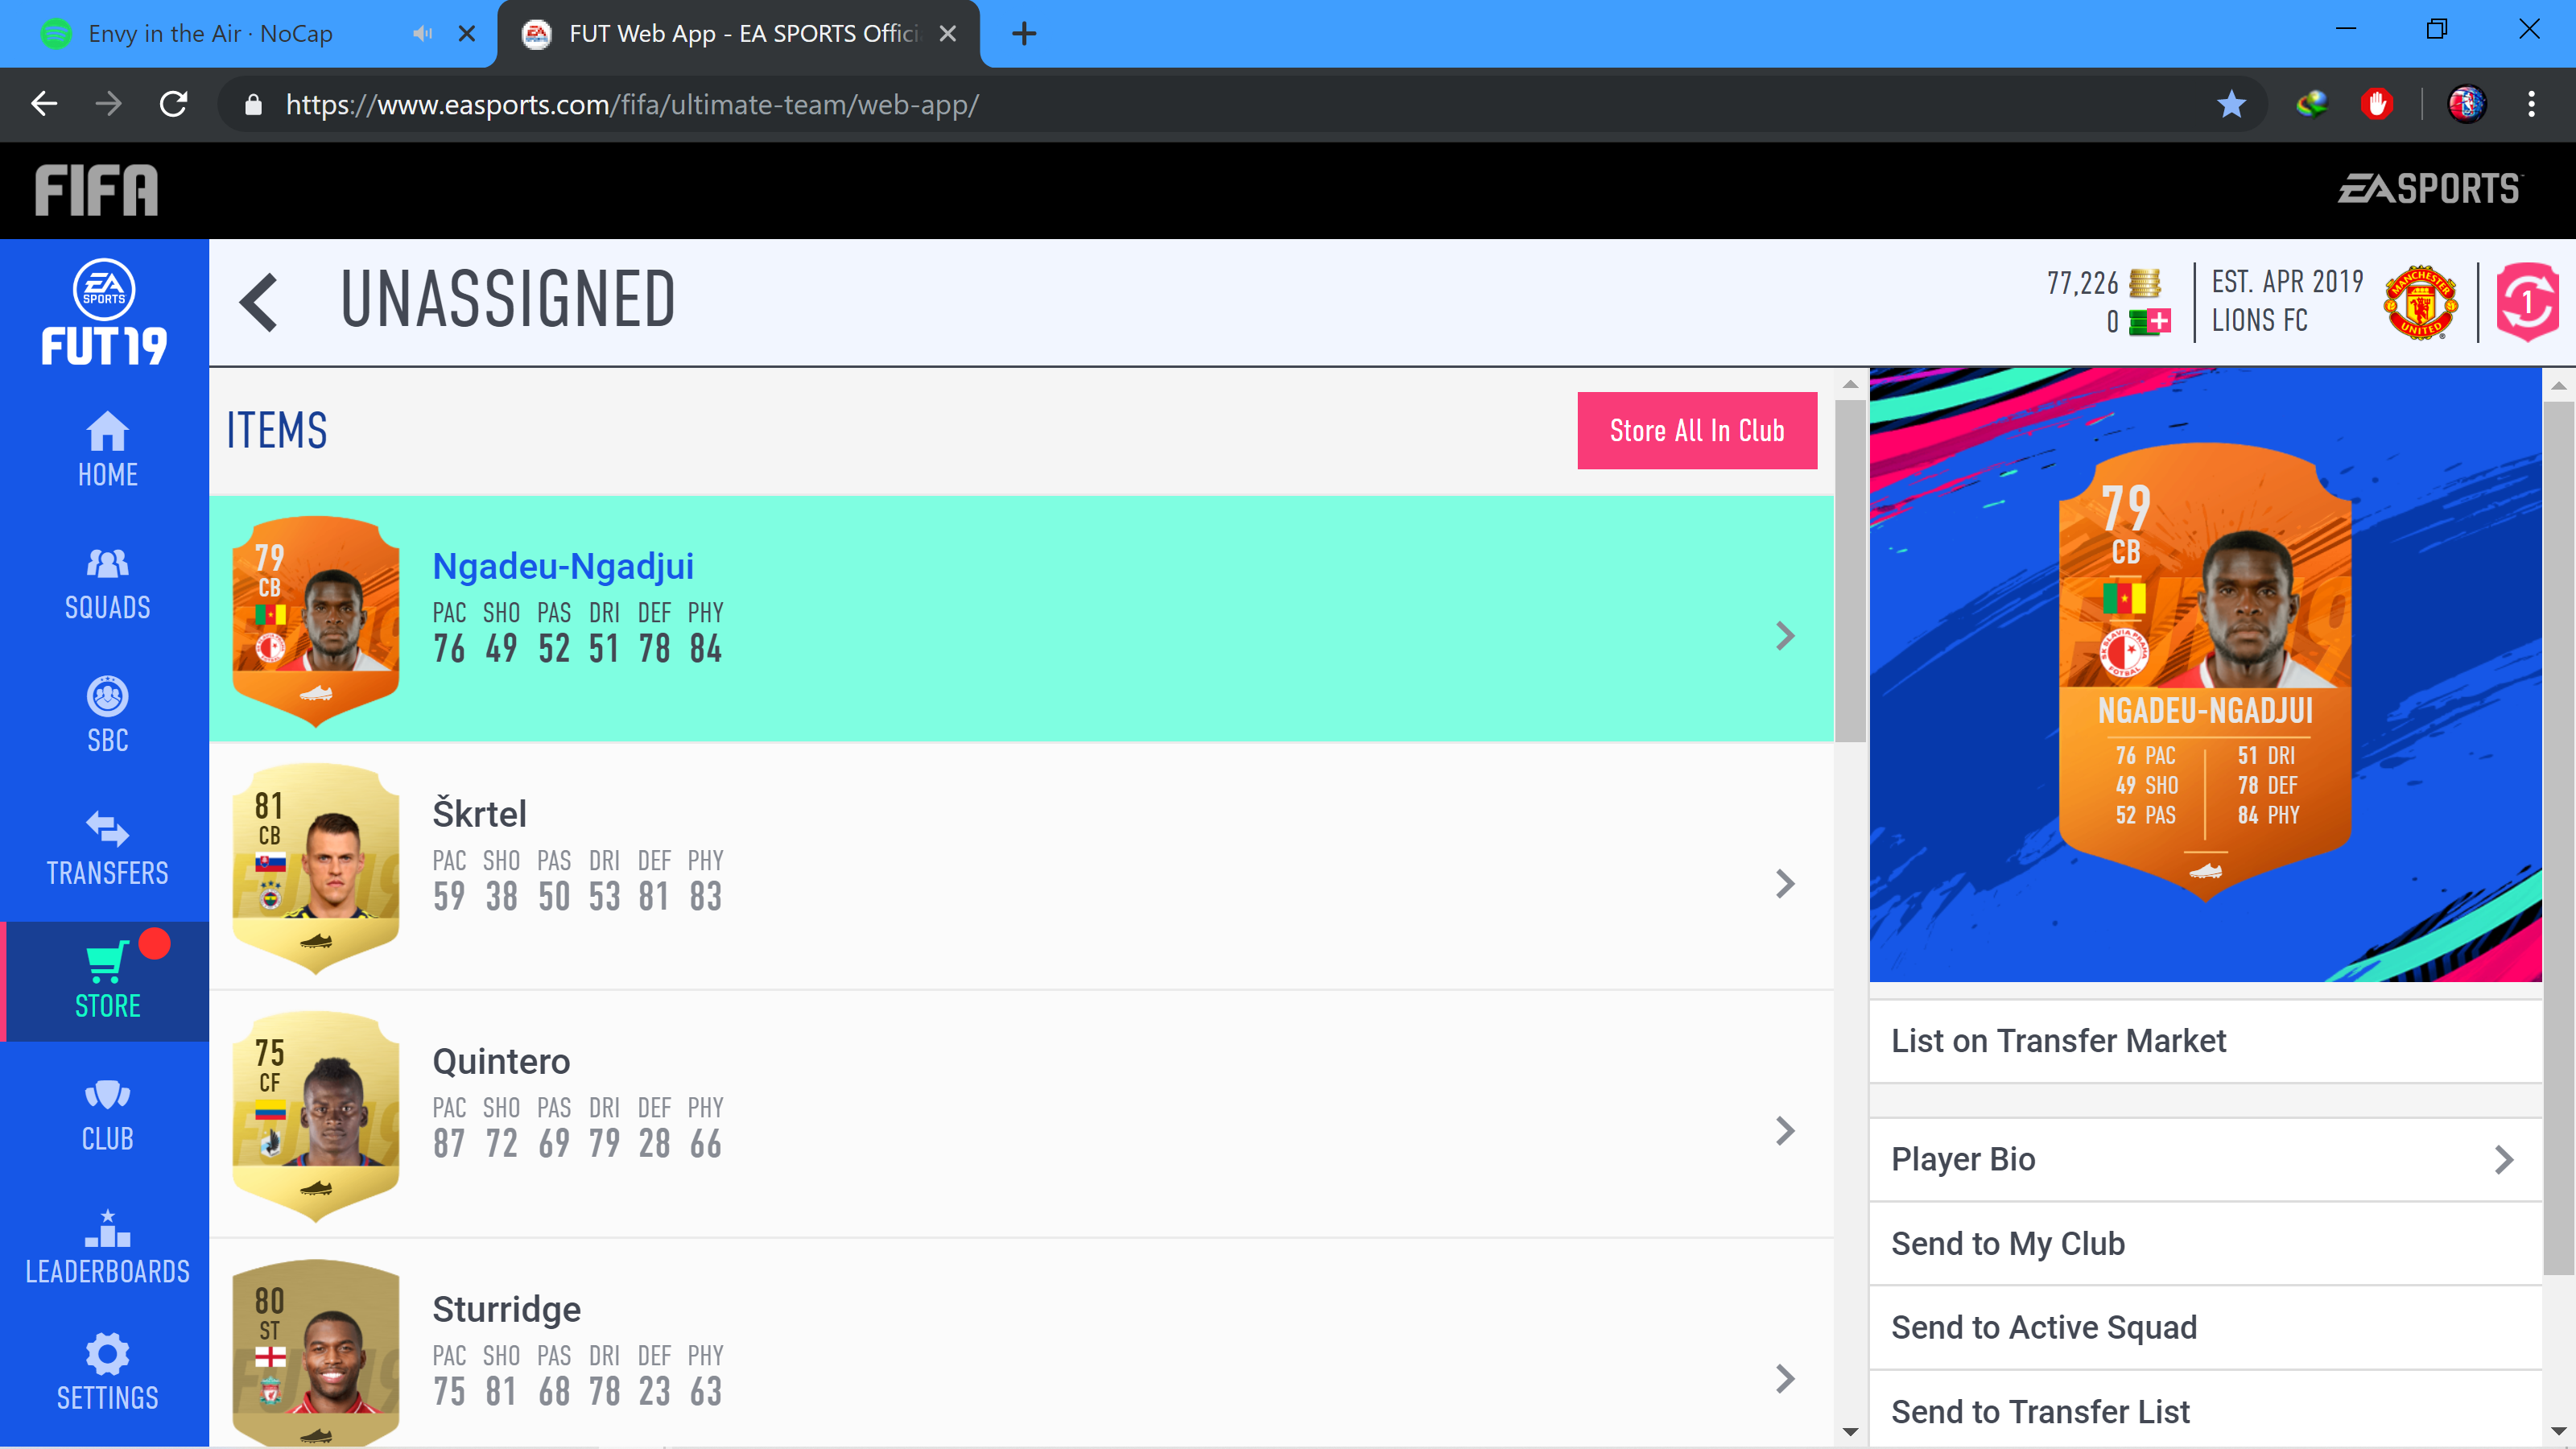 Envy in the Air · NoCap
FUT Web App - EA SPORTS Offici
https://www.easports.com/fifa/ultimate-team/web-app/
FIFA
EA SPORTS
EA SPORTS
FUT 19
HOME
SQUADS
SBC
TRANSFERS
STORE
CLUB
LEADERBOARDS
SETTINGS
UNASSIGNED
77,226
0
EST. APR 2019
LIONS FC
MANCHESTER
UNITED
1
ITEMS
Store All In Club
79
CB
Ngadeu-Ngadjui
PAC SHO PAS DRI DEF PHY
76 49 52 51 78 84
81
CB
Škrtel
PAC SHO PAS DRI DEF PHY
59 38 50 53 81 83
75
CF
Quintero
PAC SHO PAS DRI DEF PHY
87 72 69 79 28 66
80
ST
Sturridge
PAC SHO PAS DRI DEF PHY
75 81 68 78 23 63
79
CB
SK SLAVIA PRAHA
FOTBAL
NGADEU-NGADJUI
76 PAC 51 DRI
49 SHO 78 DEF
52 PAS 84 PHY
List on Transfer Market
Player Bio
Send to My Club
Send to Active Squad
Send to Transfer List